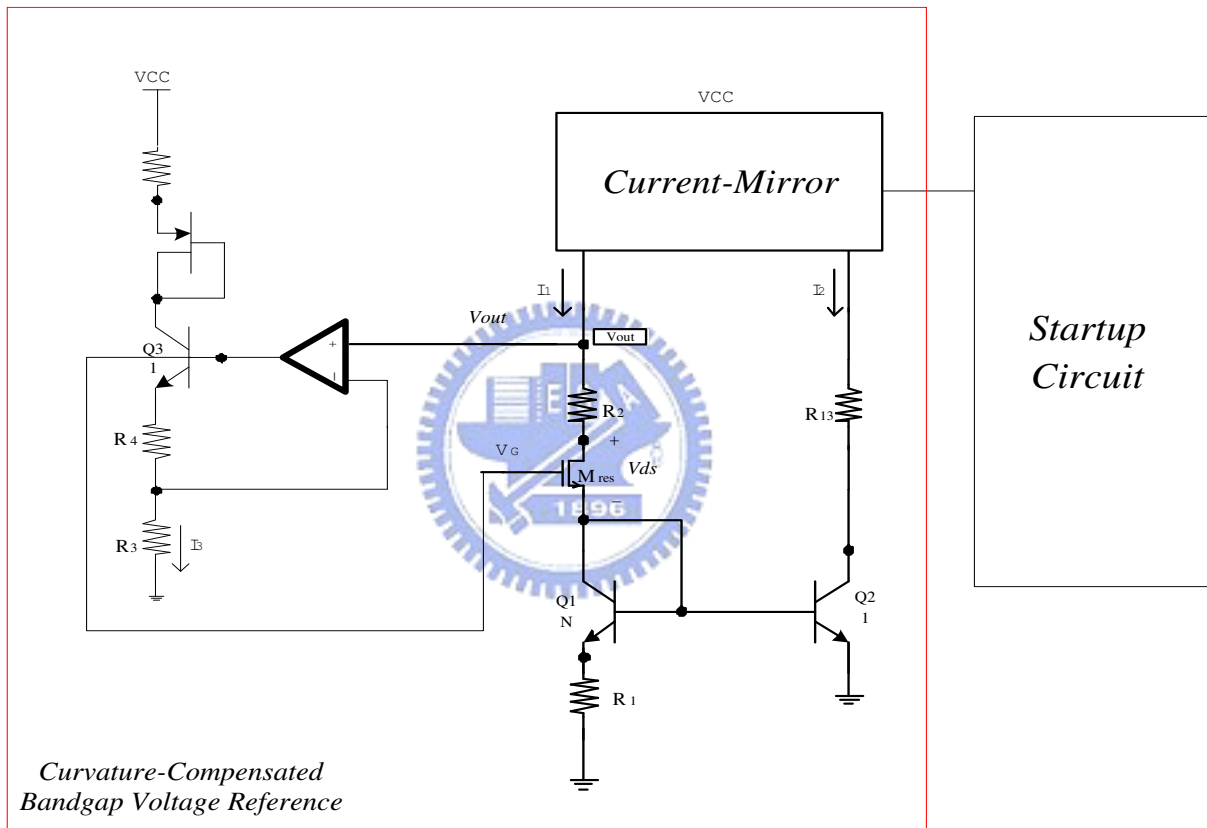 VCC
VCC
Current-Mirror
I1
I2
Vout
Vout
Startup
Circuit
Q3
1
+
-
R2
R13
R4
VG
+
Vds
Mres
-
1896
R3
I3
Q1
N
Q2
1
R1
Curvature-Compensated
Bandgap Voltage Reference